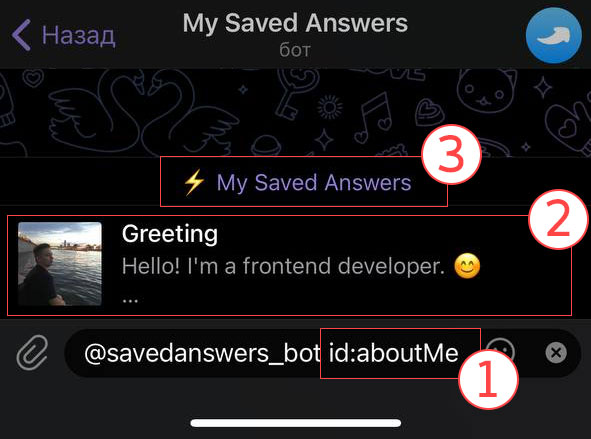 Назад
My Saved Answers
бот
3
⚡ My Saved Answers
2
Greeting
Hello! I'm a frontend developer. 😊
...
@savedanswers_bot id:aboutMe
1